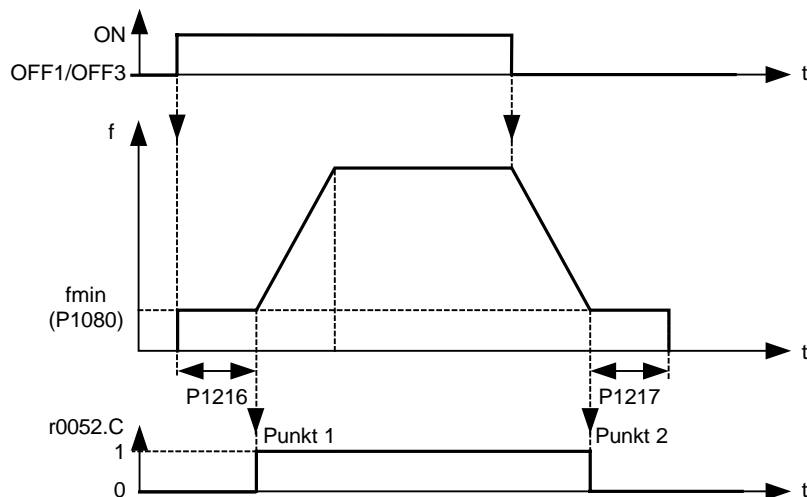 ON
OFF1/OFF3
t
f
fmin
(P1080)
t
P1216
P1217
r0052.C
Punkt 1
Punkt 2
1
0
t